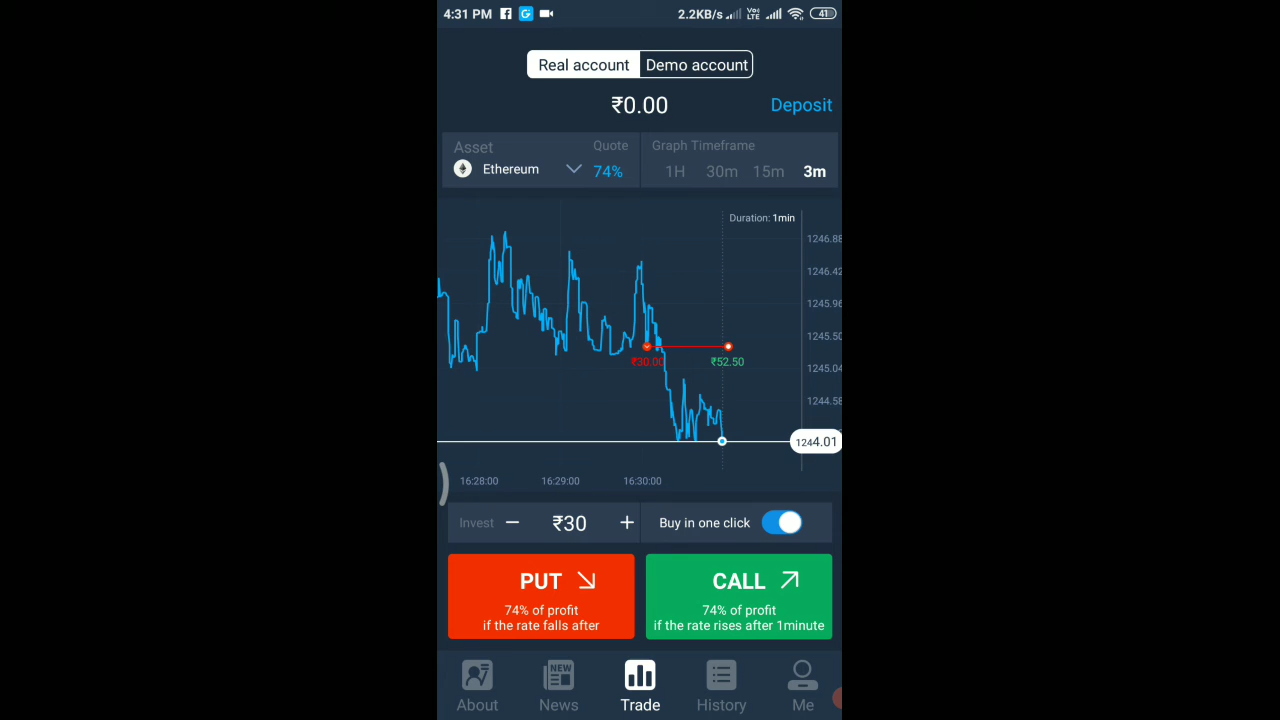 4:31 PM 2.2KB/s Vo LTE 41
Real account Demo account
₹0.00 Deposit
Asset Quote Graph Timeframe
Ethereum 74% 1H 30m 15m 3m
Duration: 1min
1246.88
1246.42
1245.96
1245.50
₹30.00 ₹52.50
1245.04
1244.58
1244.01
16:28:00 16:29:00 16:30:00
Invest − ₹30 + Buy in one click
PUT CALL
74% of profit 74% of profit
if the rate falls after if the rate rises after 1minute
NEW
About News Trade History Me